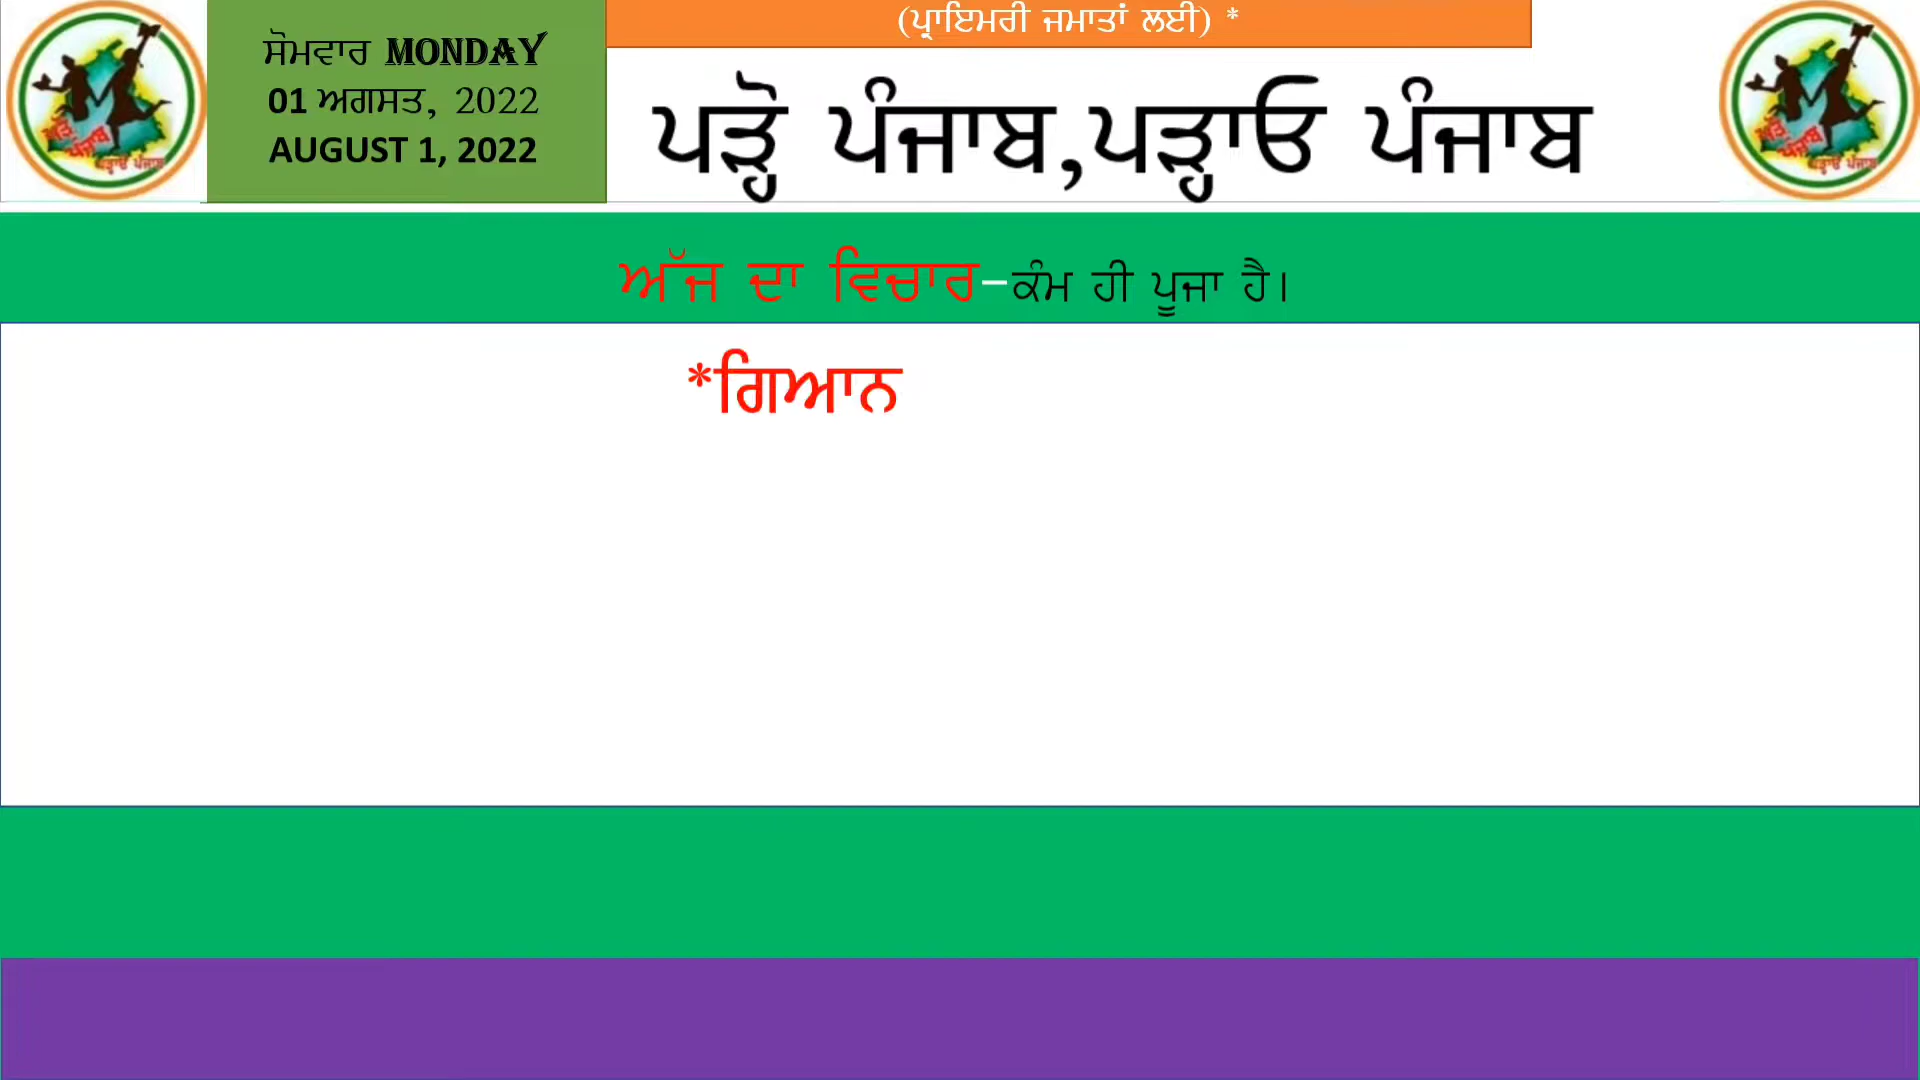 (ਪ੍ਰਾਇਮਰੀ ਜਮਾਤਾਂ ਲਈ) *
ਸੋਮਵਾਰ MONDAY
01 ਅਗਸਤ, 2022
AUGUST 1, 2022
ਪੜ੍ਹੋ ਪੰਜਾਬ,ਪੜ੍ਹਾਓ ਪੰਜਾਬ
ਅੱਜ ਦਾ ਵਿਚਾਰ-ਕੰਮ ਹੀ ਪੂਜਾ ਹੈ।
*ਗਿਆਨ